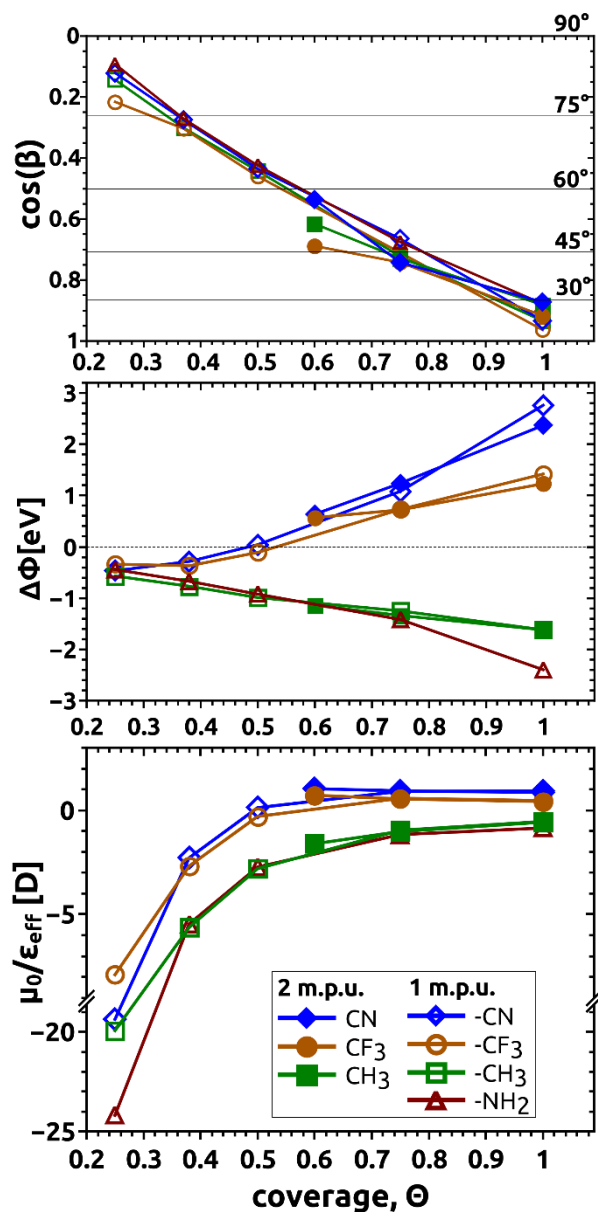 0
0.2
0.4
0.6
0.8
1
cos(β)
90°
75°
60°
45°
30°
0.2 0.3 0.4 0.5 0.6 0.7 0.8 0.9 1
3
2
1
0
−1
−2
−3
ΔΦ[eV]
0.2 0.3 0.4 0.5 0.6 0.7 0.8 0.9 1
0
−5
−20
−25
μ₀/ε_eff [D]
2 m.p.u. 1 m.p.u.
CN -CN
CF₃ -CF₃
CH₃ -CH₃
-NH₂
0.2 0.3 0.4 0.5 0.6 0.7 0.8 0.9 1
coverage, Θ